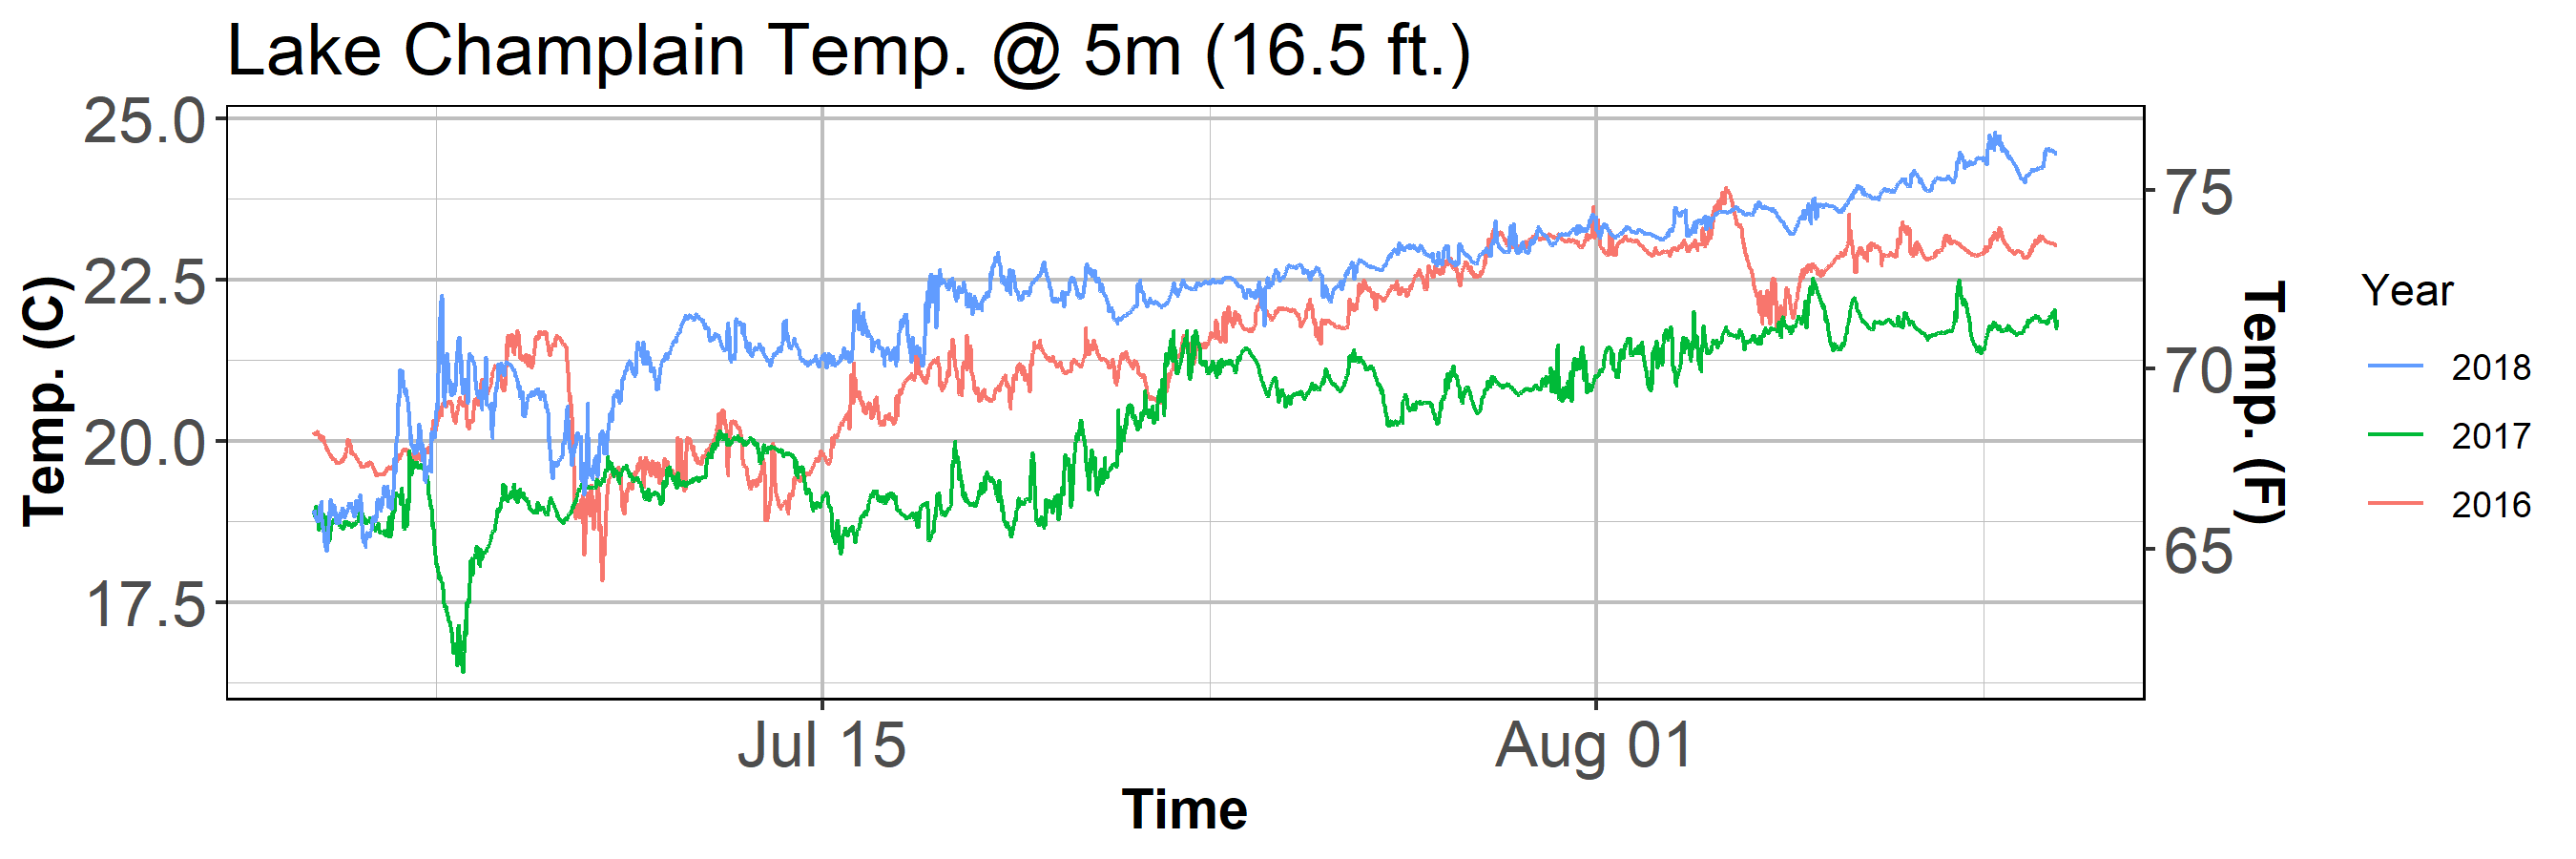 Lake Champlain Temp. @ 5m (16.5 ft.)
Temp. (C)
25.0
22.5
20.0
17.5
Jul 15
Aug 01
Time
75
70
65
Temp. (F)
Year
2018
2017
2016